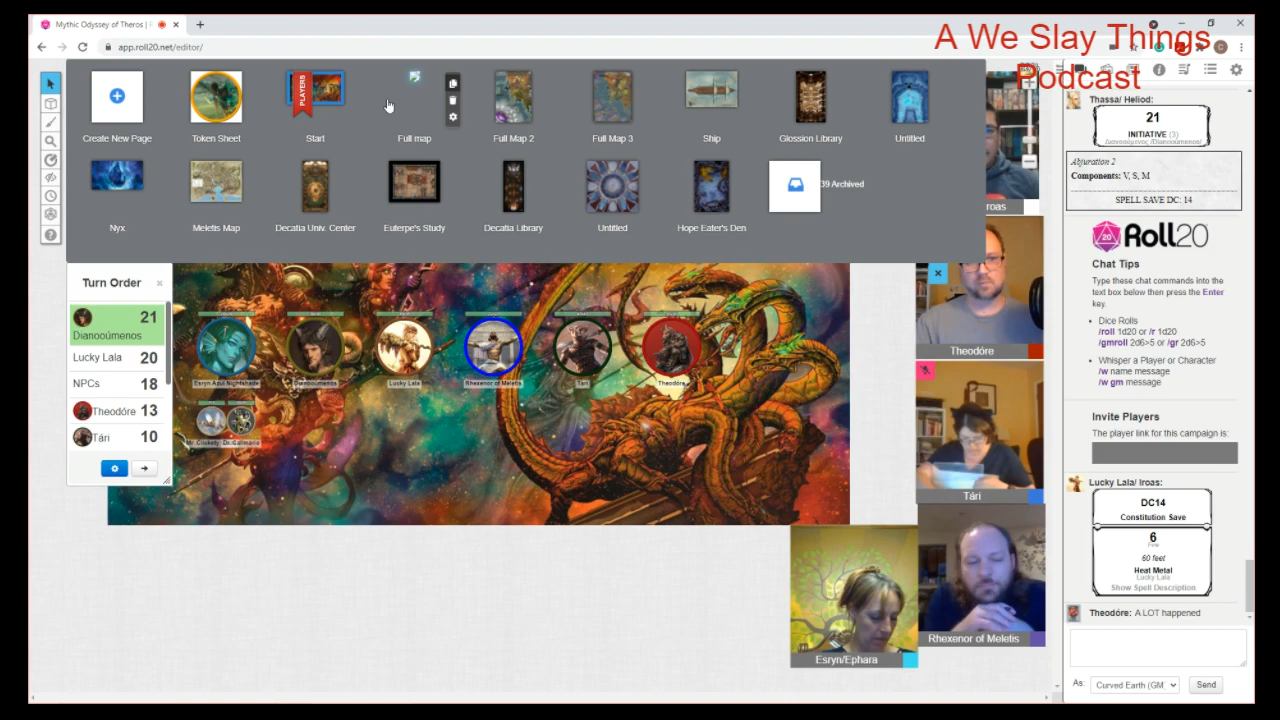 Mythic Odyssey of Theros |
A We Slay Things
Podcast
app.roll20.net/editor/
PLAYERS
Create New Page
Token Sheet
Start
Full map
Full Map 2
Full Map 3
Ship
Glossion Library
Untitled
39 Archived
Nyx
Meletis Map
Decatia Univ. Center
Euterpe's Study
Decatia Library
Untitled
Hope Eater's Den
Turn Order
21
Dianooúmenos
Lucky Lala 20
NPCs 18
Theodóre 13
Tári 10
Esryn Azul Nightshade
Dianooúmenos
Lucky Lala
Rhexenor of Meletis
Tári
Theodóre
roas
Theodóre
Tári
Rhexenor of Meletis
Esryn/Ephara
Thassa/ Heliod:
21
INITIATIVE (3)
Abjuration 2
Components: V, S, M
SPELL SAVE DC: 14
Roll20
Chat Tips
Type these chat commands into the
text box below then press the Enter
key.
Dice Rolls
/roll 1d20 or /r 1d20
/gmroll 2d6>5 or /gr 2d6>5
Whisper a Player or Character
/w name message
/w gm message
Invite Players
The player link for this campaign is:
Lucky Lala/ Iroas:
DC14
Constitution Save
6
Fire
60 feet
Heat Metal
Lucky Lala
Show Spell Description
Theodóre: A LOT happened
As: Curved Earth (GM)
Send